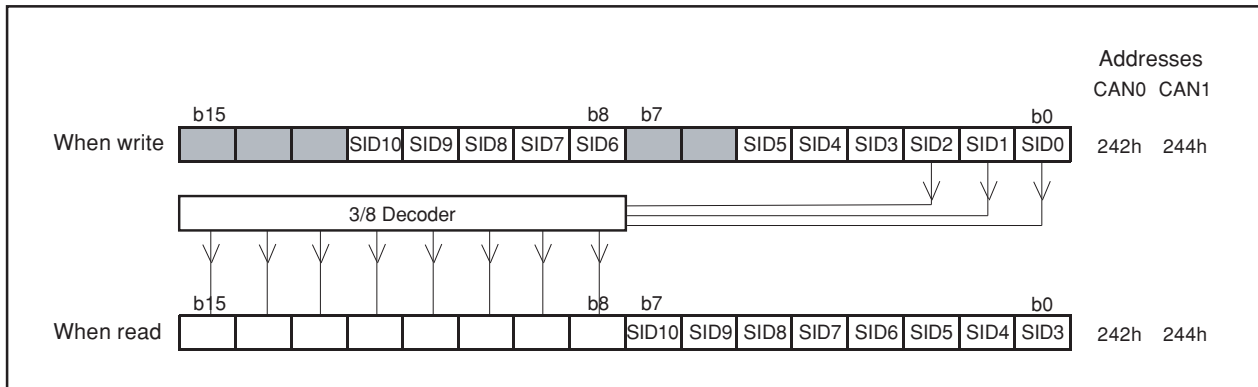 Addresses
CAN0 CAN1
b15 b8 b7 b0
When write SID10 SID9 SID8 SID7 SID6 SID5 SID4 SID3 SID2 SID1 SID0 242h 244h
3/8 Decoder
b15 b8 b7 b0
When read SID10 SID9 SID8 SID7 SID6 SID5 SID4 SID3 242h 244h